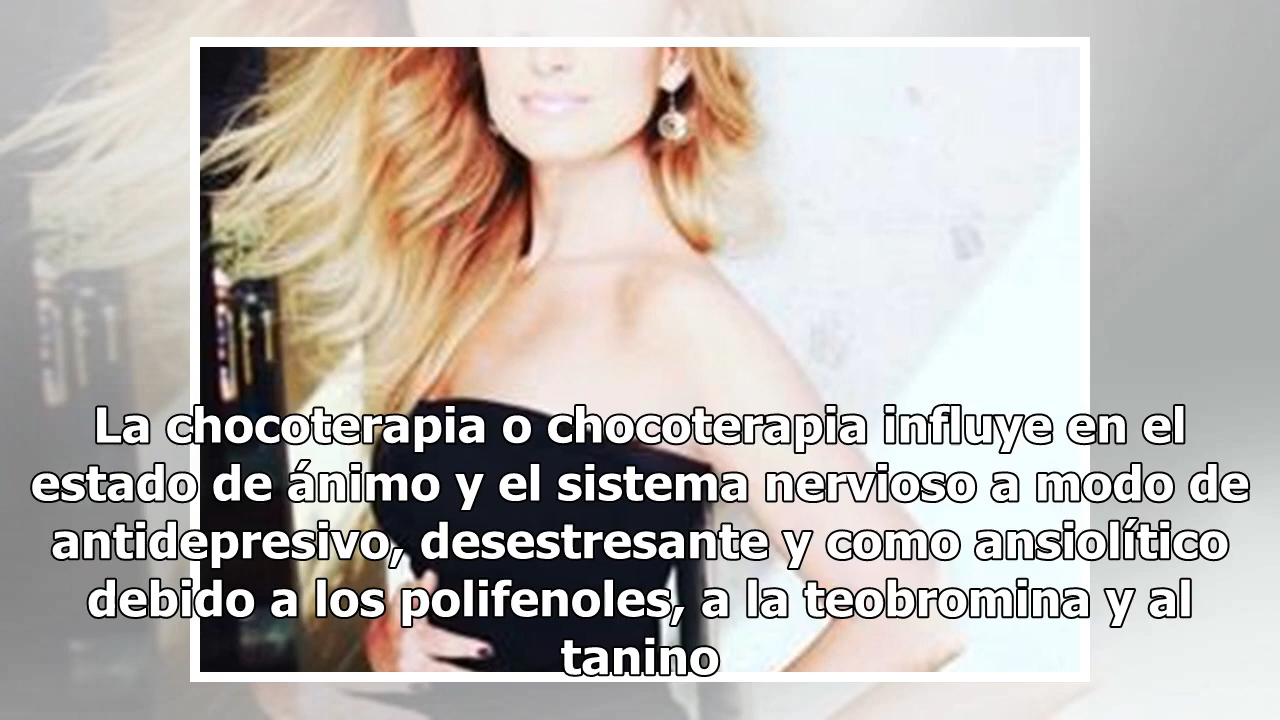 La chocoterapia o chocoterapia influye en el
estado de ánimo y el sistema nervioso a modo de
antidepresivo, desestresante y como ansiolítico
debido a los polifenoles, a la teobromina y al
tanino